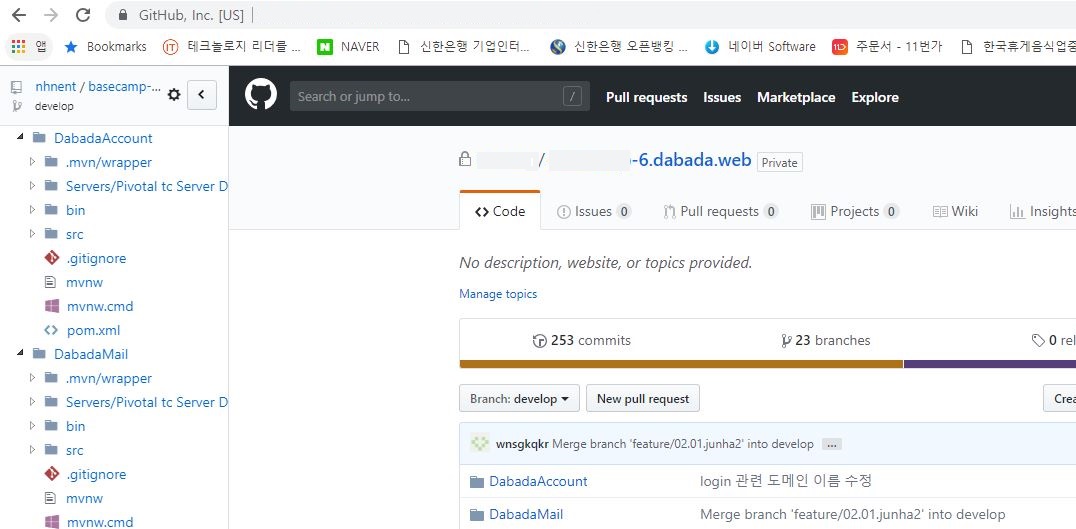 GitHub, Inc. [US]
앱 Bookmarks 테크놀로지 리더를 ... NAVER 신한은행 기업인터... 신한은행 오픈뱅킹 ... 네이버 Software 주문서 - 11번가 한국휴게음식업중
nhnent / basecamp-...
develop
Search or jump to... /
Pull requests Issues Marketplace Explore
DabadaAccount
.mvn/wrapper
Servers/Pivotal tc Server D
bin
src
.gitignore
mvnw
mvnw.cmd
pom.xml
DabadaMail
.mvn/wrapper
Servers/Pivotal tc Server D
bin
src
.gitignore
mvnw
mvnw.cmd
/ -6.dabada.web Private
Code Issues 0 Pull requests 0 Projects 0 Wiki Insights
No description, website, or topics provided.
Manage topics
253 commits 23 branches 0 rel
Branch: develop New pull request Crea
wnsgkqkr Merge branch 'feature/02.01.junha2' into develop ...
DabadaAccount login 관련 도메인 이름 수정
DabadaMail Merge branch 'feature/02.01.junha2' into develop